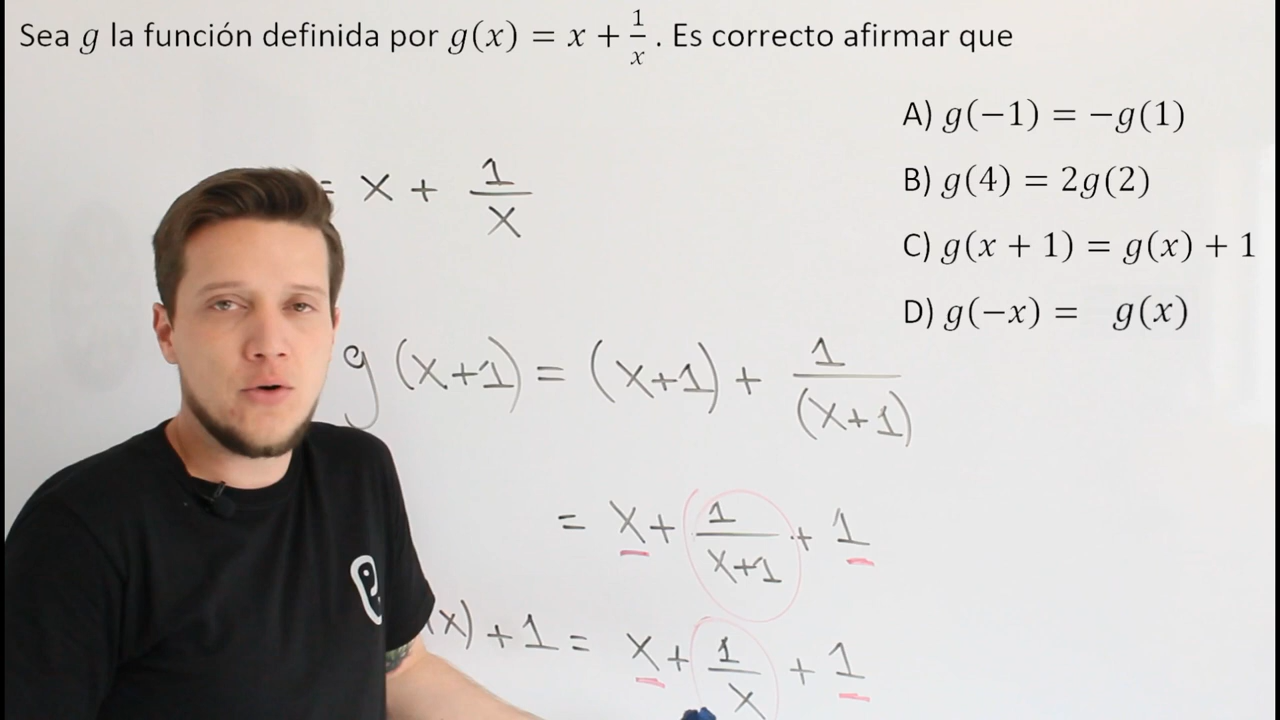 Sea g la función definida por g(x) = x + 1/x . Es correcto afirmar que
A) g(−1) = −g(1)
B) g(4) = 2g(2)
C) g(x + 1) = g(x) + 1
D) g(−x) = g(x)
= x + 1/x
g (x+1) = (x+1) + 1/(x+1)
= x + 1/(x+1) + 1
(x) + 1 = x + 1/x + 1